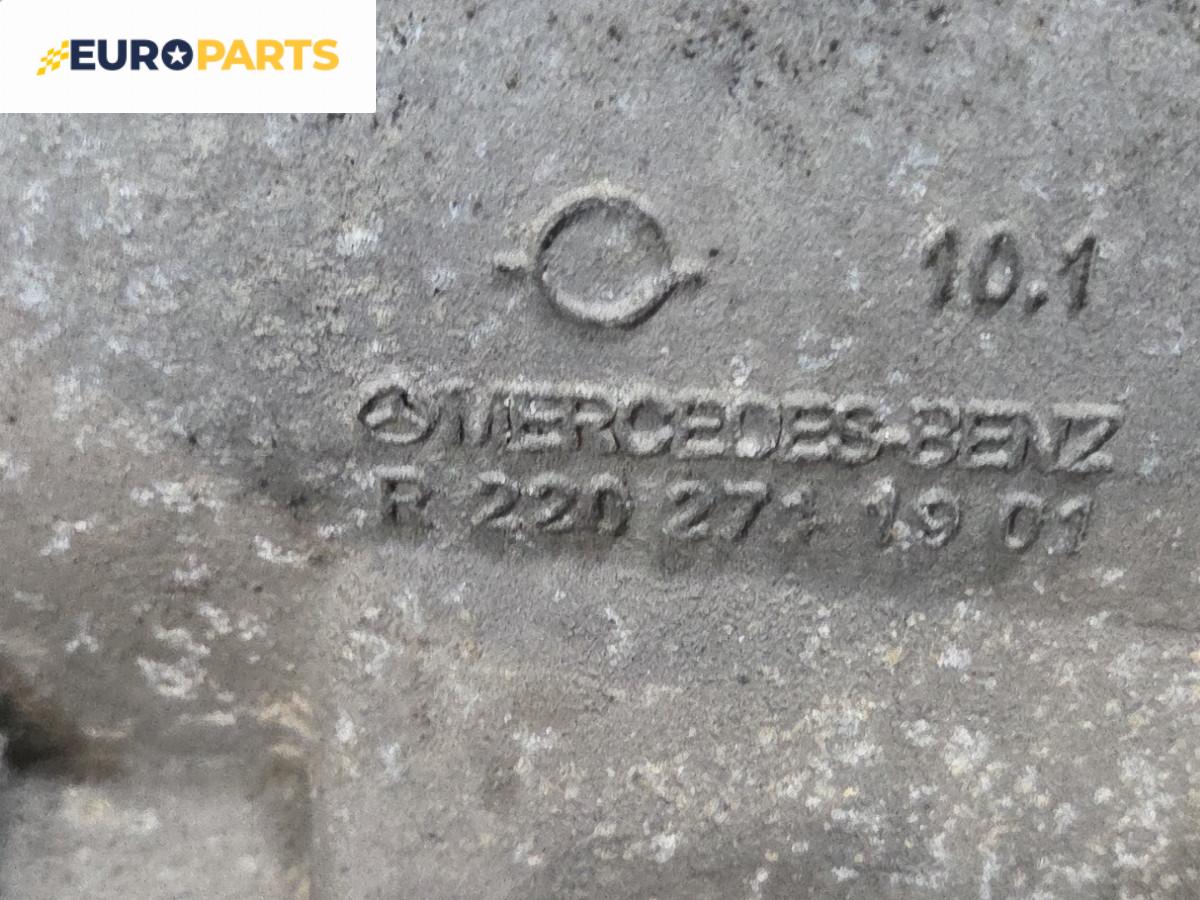 EUROPARTS
10.1
MERCEDES-BENZ
R 220 271 19 01